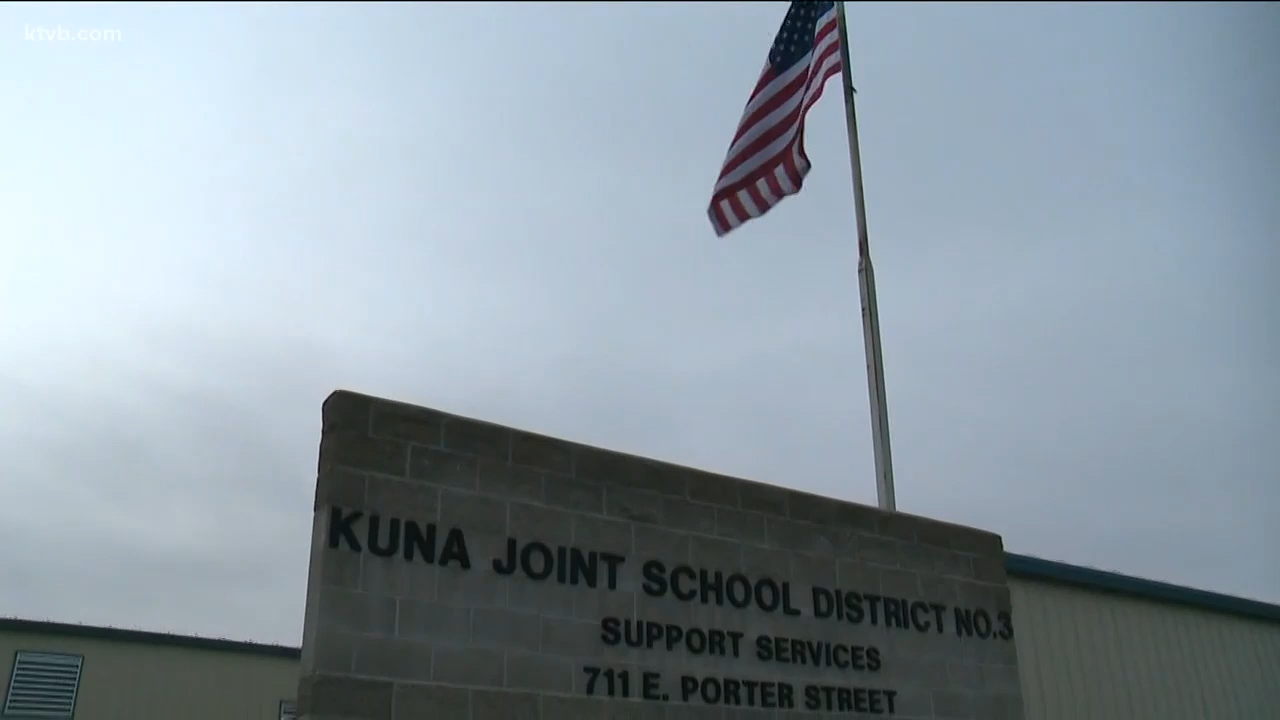 ktvb.com
KUNA JOINT SCHOOL DISTRICT NO.3
SUPPORT SERVICES
711 E. PORTER STREET